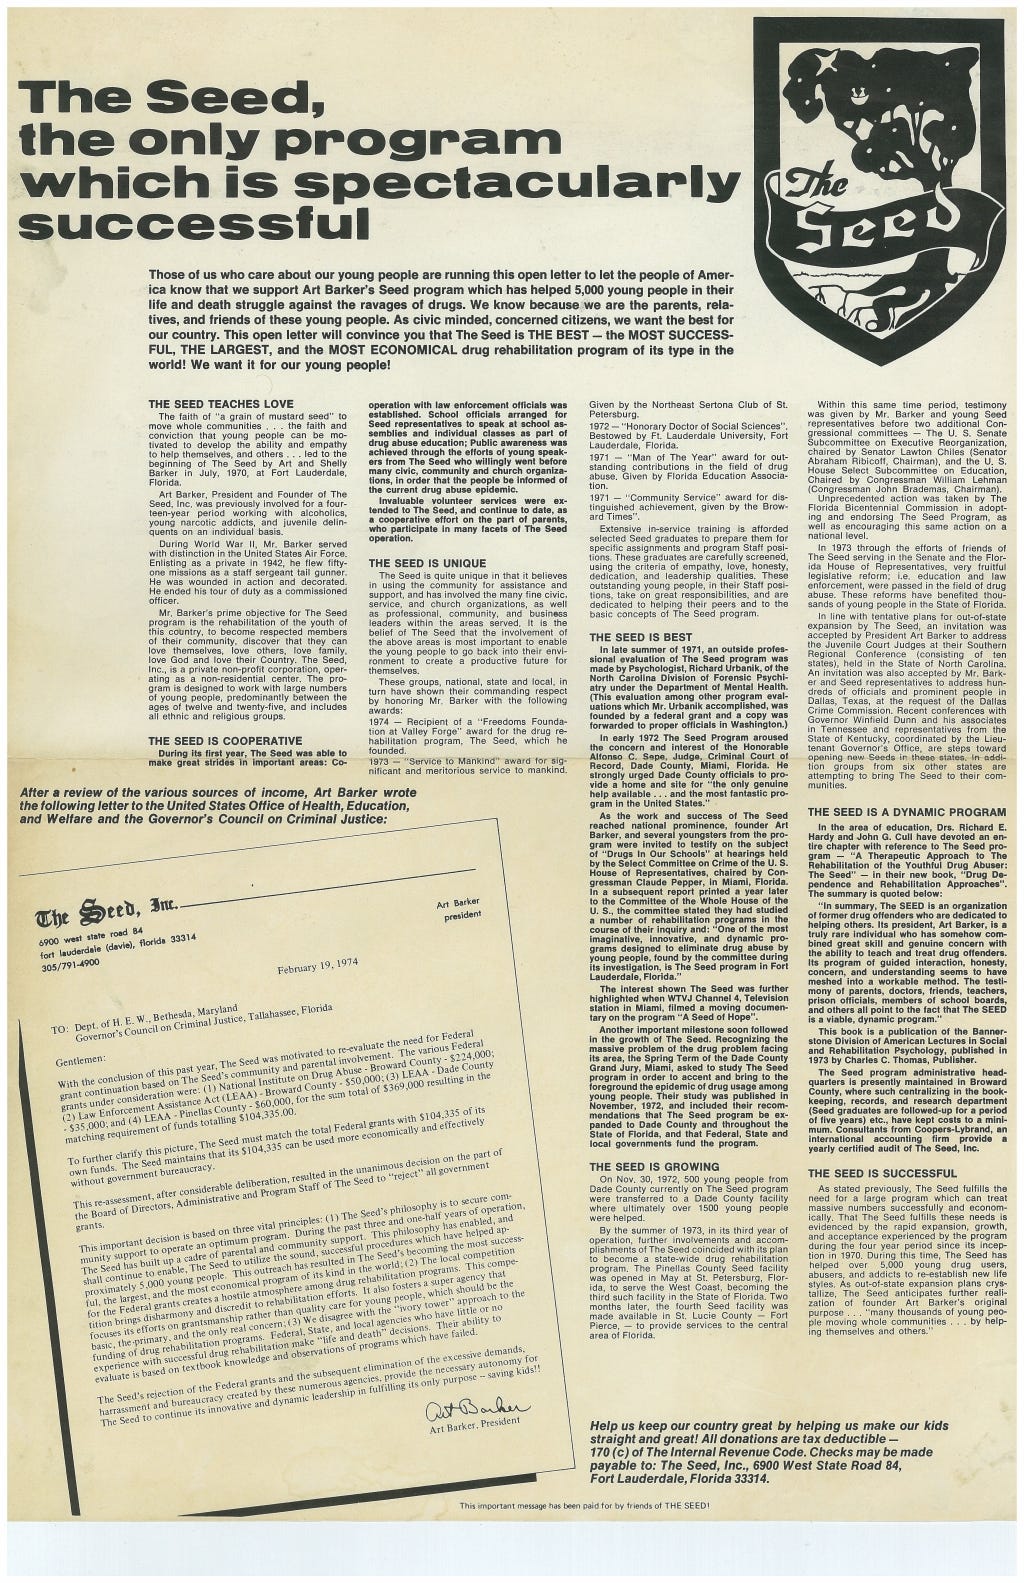 The Seed,
the only program
which is spectacularly
successful
The
Seed
Those of us who care about our young people are running this open letter to let the people of Amer-
ica know that we support Art Barker's Seed program which has helped 5,000 young people in their
life and death struggle against the ravages of drugs. We know because we are the parents, rela-
tives, and friends of these young people. As civic minded, concerned citizens, we want the best for
our country. This open letter will convince you that The Seed is THE BEST — the MOST SUCCESS-
FUL, THE LARGEST, and the MOST ECONOMICAL drug rehabilitation program of its type in the
world! We want it for our young people!
THE SEED TEACHES LOVE
The faith of "a grain of mustard seed" to
move whole communities . . . the faith and
conviction that young people can be mo-
tivated to develop the ability and empathy
to help themselves, and others . . . led to the
beginning of The Seed by Art and Shelly
Barker in July, 1970, at Fort Lauderdale,
Florida.
Art Barker, President and Founder of The
Seed, Inc. was previously involved for a four-
teen-year period working with alcoholics,
young narcotic addicts, and juvenile delin-
quents on an individual basis.
During World War II, Mr. Barker served
with distinction in the United States Air Force.
Enlisting as a private in 1942, he flew fifty-
one missions as a staff sergeant tail gunner.
He was wounded in action and decorated.
He ended his tour of duty as a commissioned
officer.
Mr. Barker's prime objective for The Seed
program is the rehabilitation of the youth of
this country, to become respected members
of their community, discover that they can
love themselves, love others, love family,
love God and love their Country. The Seed,
Inc., is a private non-profit corporation, oper-
ating as a non-residential center. The pro-
gram is designed to work with large numbers
of young people, predominantly between the
ages of twelve and twenty-five, and includes
all ethnic and religious groups.
THE SEED IS COOPERATIVE
During its first year, The Seed was able to
make great strides in important areas: Co-
operation with law enforcement officials was
established. School officials arranged for
Seed representatives to speak at school as-
semblies and individual classes as part of
drug abuse education; Public awareness was
achieved through the efforts of young speak-
ers from The Seed who willingly went before
many civic, community and church organiza-
tions, in order that the people be informed of
the current drug abuse epidemic.
Invaluable volunteer services were ex-
tended to The Seed, and continue to date, as
a cooperative effort on the part of parents,
who participate in many facets of The Seed
operation.
THE SEED IS UNIQUE
The Seed is quite unique in that it believes
in using the community for assistance and
support, and has involved the many fine civic,
service, and church organizations, as well
as professional, community, and business
leaders within the areas served. It is the
belief of The Seed that the involvement of
the above areas is most important to enable
the young people to go back into their envi-
ronment to create a productive future for
themselves.
These groups, national, state and local, in
turn have shown their commanding respect
by honoring Mr. Barker with the following
awards:
1974 — Recipient of a "Freedoms Founda-
tion at Valley Forge" award for the drug re-
habilitation program, The Seed, which he
founded.
1973 — "Service to Mankind" award for sig-
nificant and meritorious service to mankind.
Given by the Northeast Sertona Club of St.
Petersburg.
1972 — "Honorary Doctor of Social Sciences".
Bestowed by Ft. Lauderdale University, Fort
Lauderdale, Florida.
1971 — "Man of The Year" award for out-
standing contributions in the field of drug
abuse. Given by Florida Education Associa-
tion.
1971 — "Community Service" award for dis-
tinguished achievement, given by the Brow-
ard Times".
Extensive in-service training is afforded
selected Seed graduates to prepare them for
specific assignments and program Staff posi-
tions. These graduates are carefully screened,
using the criteria of empathy, love, honesty,
dedication, and leadership qualities. These
outstanding young people, in their Staff posi-
tions, take on great responsibilities, and are
dedicated to helping their peers and to the
basic concepts of The Seed program.
THE SEED IS BEST
In late summer of 1971, an outside profes-
sional evaluation of The Seed program was
made by Psychologist, Richard Urbanik, of the
North Carolina Division of Forensic Psychi-
atry under the Department of Mental Health.
(This evaluation among other program eval-
uations which Mr. Urbanik accomplished, was
founded by a federal grant and a copy was
forwarded to proper officials in Washington.)
In early 1972 The Seed Program aroused
the concern and interest of the Honorable
Alfonso C. Sepe, Judge, Criminal Court of
Record, Dade County, Miami, Florida. He
strongly urged Dade County officials to pro-
vide a home and site for "the only genuine
help available . . . and the most fantastic pro-
gram in the United States."
As the work and success of The Seed
reached national prominence, founder Art
Barker, and several youngsters from the pro-
gram were invited to testify on the subject
of "Drugs In Our Schools" at hearings held
by the Select Committee on Crime of the U. S.
House of Representatives, chaired by Con-
gressman Claude Pepper, in Miami, Florida.
In a subsequent report printed a year later
to the Committee of the Whole House of the
U. S., the committee stated they had studied
a number of rehabilitation programs in the
course of their inquiry and: "One of the most
imaginative, innovative, and dynamic pro-
grams designed to eliminate drug abuse by
young people, found by the committee during
its investigation, is The Seed program in Fort
Lauderdale, Florida."
The interest shown The Seed was further
highlighted when WTVJ Channel 4, Television
station in Miami, filmed a moving documen-
tary on the program "A Seed of Hope".
Another important milestone soon followed
in the growth of The Seed. Recognizing the
massive problem of the drug problem facing
its area, the Spring Term of the Dade County
Grand Jury, Miami, asked to study The Seed
program in order to accent and bring to the
foreground the epidemic of drug usage among
young people. Their study was published in
November, 1972, and included their recom-
mendations that The Seed program be ex-
panded to Dade County and throughout the
State of Florida, and that Federal, State and
local governments fund the program.
THE SEED IS GROWING
On Nov. 30, 1972, 500 young people from
Dade County currently on The Seed program
were transferred to a Dade County facility
where ultimately over 1500 young people
were helped.
By the summer of 1973, in its third year of
operation, further involvements and accom-
plishments of The Seed coincided with its plan
to become a state-wide drug rehabilitation
program. The Pinellas County Seed facility
was opened in May at St. Petersburg, Flor-
ida, to serve the West Coast, becoming the
third such facility in the State of Florida. Two
months later, the fourth Seed facility was
made available in St. Lucie County — Fort
Pierce, — to provide services to the central
area of Florida.
Within this same time period, testimony
was given by Mr. Barker and young Seed
representatives before two additional Con-
gressional committees — The U. S. Senate
Subcommittee on Executive Reorganization,
chaired by Senator Lawton Chiles (Senator
Abraham Ribicoff, Chairman), and the U. S.
House Select Subcommittee on Education,
Chaired by Congressman William Lehman
(Congressman John Brademas, Chairman).
Unprecedented action was taken by The
Florida Bicentennial Commission in adopt-
ing and endorsing The Seed Program, as
well as encouraging this same action on a
national level.
In 1973 through the efforts of friends of
The Seed serving in the Senate and the Flor-
ida House of Representatives, very fruitful
legislative reform; i.e. education and law
enforcement, were passed in the field of drug
abuse. These reforms have benefited thou-
sands of young people in the State of Florida.
In line with tentative plans for out-of-state
expansion by The Seed, an invitation was
accepted by President Art Barker to address
the Juvenile Court Judges at their Southern
Regional Conference (consisting of ten
states), held in the State of North Carolina.
An invitation was also accepted by Mr. Bark-
er and Seed representatives to address hun-
dreds of officials and prominent people in
Dallas, Texas, at the request of the Dallas
Crime Commission. Recent conferences with
Governor Winfield Dunn and his associates
in Tennessee and representatives from the
State of Kentucky, coordinated by the Lieu-
tenant Governor's Office, are steps toward
opening new Seeds in these states. In addi-
tion groups from six other states are
attempting to bring The Seed to their com-
munities.
THE SEED IS A DYNAMIC PROGRAM
In the area of education, Drs. Richard E.
Hardy and John G. Cull have devoted an en-
tire chapter with reference to The Seed pro-
gram — "A Therapeutic Approach to The
Rehabilitation of the Youthful Drug Abuser:
The Seed" — in their new book, "Drug De-
pendence and Rehabilitation Approaches".
The summary is quoted below:
"In summary, The SEED is an organization
of former drug offenders who are dedicated to
helping others. Its president, Art Barker, is a
truly rare individual who has somehow com-
bined great skill and genuine concern with
the ability to teach and treat drug offenders.
Its program of guided interaction, honesty,
concern, and understanding seems to have
meshed into a workable method. The testi-
mony of parents, doctors, friends, teachers,
prison officials, members of school boards,
and others all point to the fact that The SEED
is a viable, dynamic program."
This book is a publication of the Banner-
stone Division of American Lectures in Social
and Rehabilitation Psychology, published in
1973 by Charles C. Thomas, Publisher.
The Seed program administrative head-
quarters is presently maintained in Broward
County, where such centralizing in the book-
keeping, records, and research department
(Seed graduates are followed-up for a period
of five years) etc., have kept costs to a mini-
mum. Consultants from Coopers-Lybrand, an
international accounting firm provide a
yearly certified audit of The Seed, Inc.
THE SEED IS SUCCESSFUL
As stated previously, The Seed fulfills the
need for a large program which can treat
massive numbers successfully and econom-
ically. That The Seed fulfills these needs is
evidenced by the rapid expansion, growth,
and acceptance experienced by the program
during the four year period since its incep-
tion in 1970. During this time, The Seed has
helped over 5,000 young drug users,
abusers, and addicts to re-establish new life
styles. As out-of-state expansion plans crys-
tallize, The Seed anticipates further reali-
zation of founder Art Barker's original
purpose . . . "many thousands of young peo-
ple moving whole communities . . . by help-
ing themselves and others."
After a review of the various sources of income, Art Barker wrote
the following letter to the United States Office of Health, Education,
and Welfare and the Governor's Council on Criminal Justice:
The Seed, Inc.
6900 west state road 84
fort lauderdale (davie), florida 33314
305/791-4900
Art Barker
president
February 19, 1974
TO: Dept. of H. E. W., Bethesda, Maryland
Governor's Council on Criminal Justice, Tallahassee, Florida
Gentlemen:
With the conclusion of this past year, The Seed was motivated to re-evaluate the need for Federal
grant continuation based on The Seed's community and parental involvement. The various Federal
grants under consideration were: (1) National Institute on Drug Abuse - Broward County - $224,000;
(2) Law Enforcement Assistance Act (LEAA) - Broward County - $50,000; (3) LEAA - Dade County
- $35,000; and (4) LEAA - Pinellas County - $60,000, for the sum total of $369,000 resulting in the
matching requirement of funds totalling $104,335.00.
To further clarify this picture, The Seed must match the total Federal grants with $104,335 of its
own funds. The Seed maintains that its $104,335 can be used more economically and effectively
without government bureaucracy.
This re-assessment, after considerable deliberation, resulted in the unanimous decision on the part of
the Board of Directors, Administrative and Program Staff of The Seed to "reject" all government
grants.
This important decision is based on three vital principles: (1) The Seed's philosophy is to secure com-
munity support to operate an optimum program. During the past three and one-half years of operation,
The Seed has built up a cadre of parental and community support. This philosophy has enabled, and
shall continue to enable, The Seed to utilize the sound, successful procedures which have helped ap
proximately 5,000 young people. This outreach has resulted in The Seed's becoming the most success-
ful, the largest, and the most economical program of its kind in the world; (2) The local competition
for the Federal grants creates a hostile atmosphere among drug rehabilitation programs. This compe-
tition brings disharmony and discredit to rehabilitation efforts. It also fosters a super agency that
focuses its efforts on grantsmanship rather than quality care for young people, which should be the
basic, the-primary, and the only real concern; (3) We disagree with the "ivory tower" approach to the
funding of drug rehabilitation programs. Federal, State, and local agencies who have little or no
experience with successful drug rehabilitation make "life and death" decisions. Their ability to
evaluate is based on textbook knowledge and observations of programs which have failed.
The Seed's rejection of the Federal grants and the subsequent elimination of the excessive demands,
harrassment and bureaucracy created by these numerous agencies, provide the necessary autonomy for
The Seed to continue its innovative and dynamic leadership in fulfilling its only purpose -- saving kids!!
Art Barker
Art Barker, President
Help us keep our country great by helping us make our kids
straight and great! All donations are tax deductible —
170 (c) of The Internal Revenue Code. Checks may be made
payable to: The Seed, Inc., 6900 West State Road 84,
Fort Lauderdale, Florida 33314.
This important message has been paid for by friends of THE SEED!